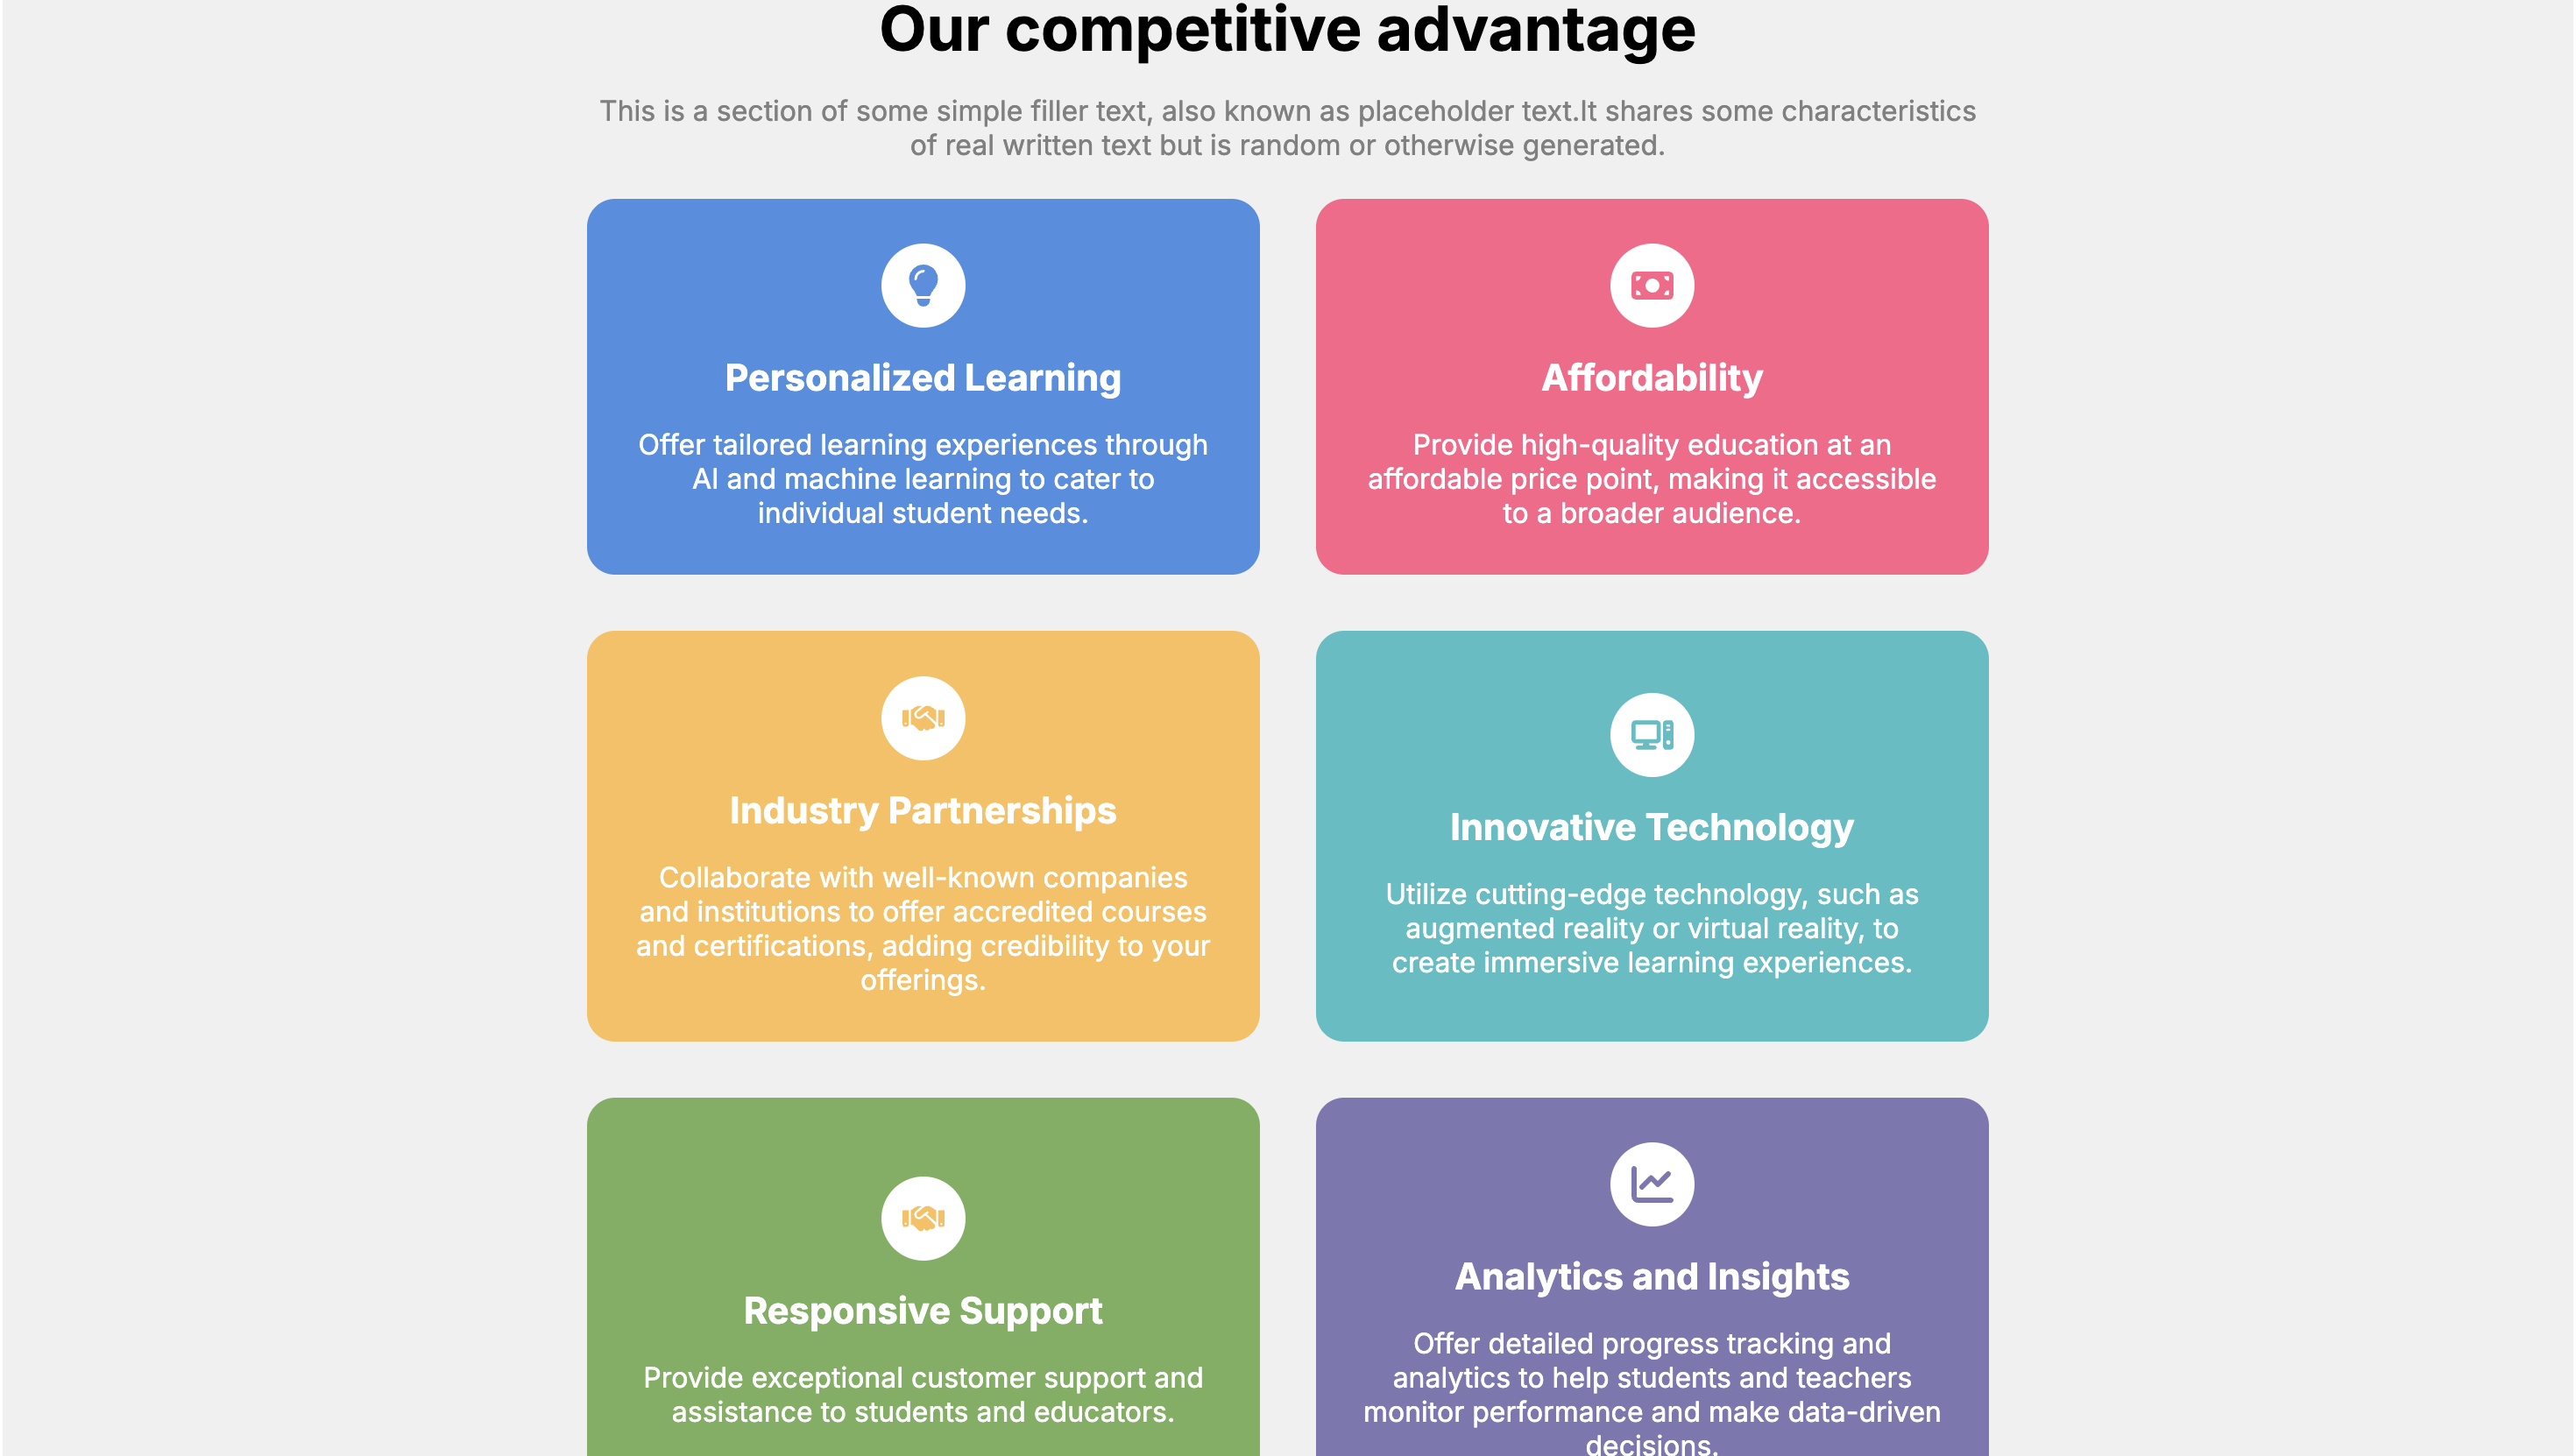 Our competitive advantage
This is a section of some simple filler text, also known as placeholder text.It shares some characteristics
of real written text but is random or otherwise generated.
Personalized Learning
Offer tailored learning experiences through
AI and machine learning to cater to
individual student needs.
Affordability
Provide high-quality education at an
affordable price point, making it accessible
to a broader audience.
Industry Partnerships
Collaborate with well-known companies
and institutions to offer accredited courses
and certifications, adding credibility to your
offerings.
Innovative Technology
Utilize cutting-edge technology, such as
augmented reality or virtual reality, to
create immersive learning experiences.
Responsive Support
Provide exceptional customer support and
assistance to students and educators.
Analytics and Insights
Offer detailed progress tracking and
analytics to help students and teachers
monitor performance and make data-driven
decisions.